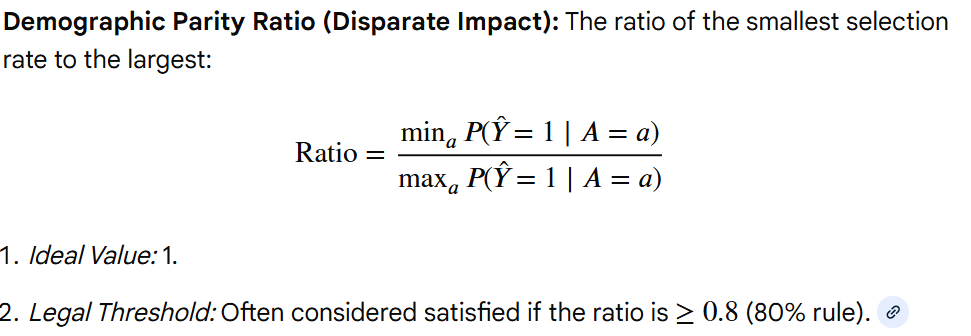 Demographic Parity Ratio (Disparate Impact): The ratio of the smallest selection
rate to the largest:
Ratio = min_a P(Ŷ = 1 | A = a) / max_a P(Ŷ = 1 | A = a)
1. Ideal Value: 1.
2. Legal Threshold: Often considered satisfied if the ratio is ≥ 0.8 (80% rule).